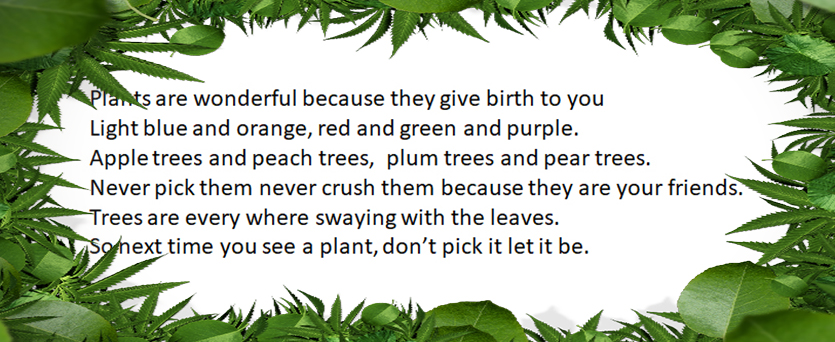 Plants are wonderful because they give birth to you
Light blue and orange, red and green and purple.
Apple trees and peach trees,  plum trees and pear trees.
Never pick them never crush them because they are your friends.
Trees are every where swaying with the leaves.
So next time you see a plant, don’t pick it let it be.